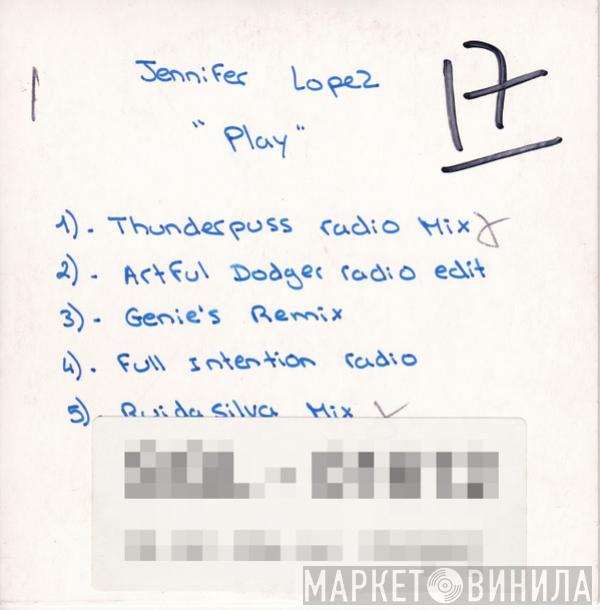 Jennifer Lopez
17
"Play"
1). Thunderpuss radio Mix
2). Artful Dodger radio edit
3). Genie's Remix
4). Full Intention radio
5) Rui da Silva Mix
МАРКЕТ ВИНИЛА